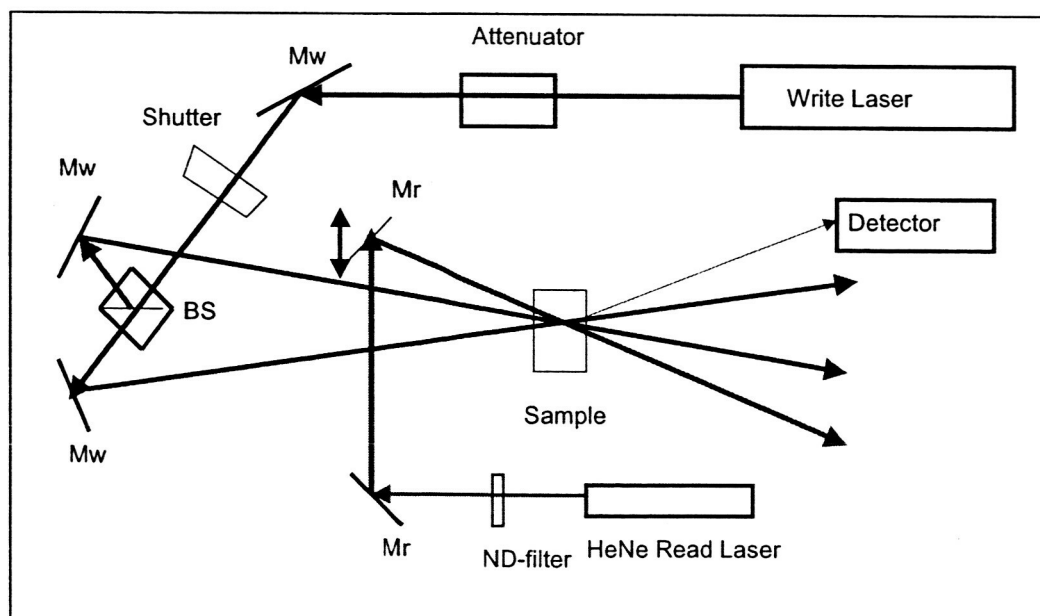 Attenuator
Mw
Write Laser
Shutter
Mw
Mr
Detector
BS
Sample
Mw
Mr
ND-filter
HeNe Read Laser